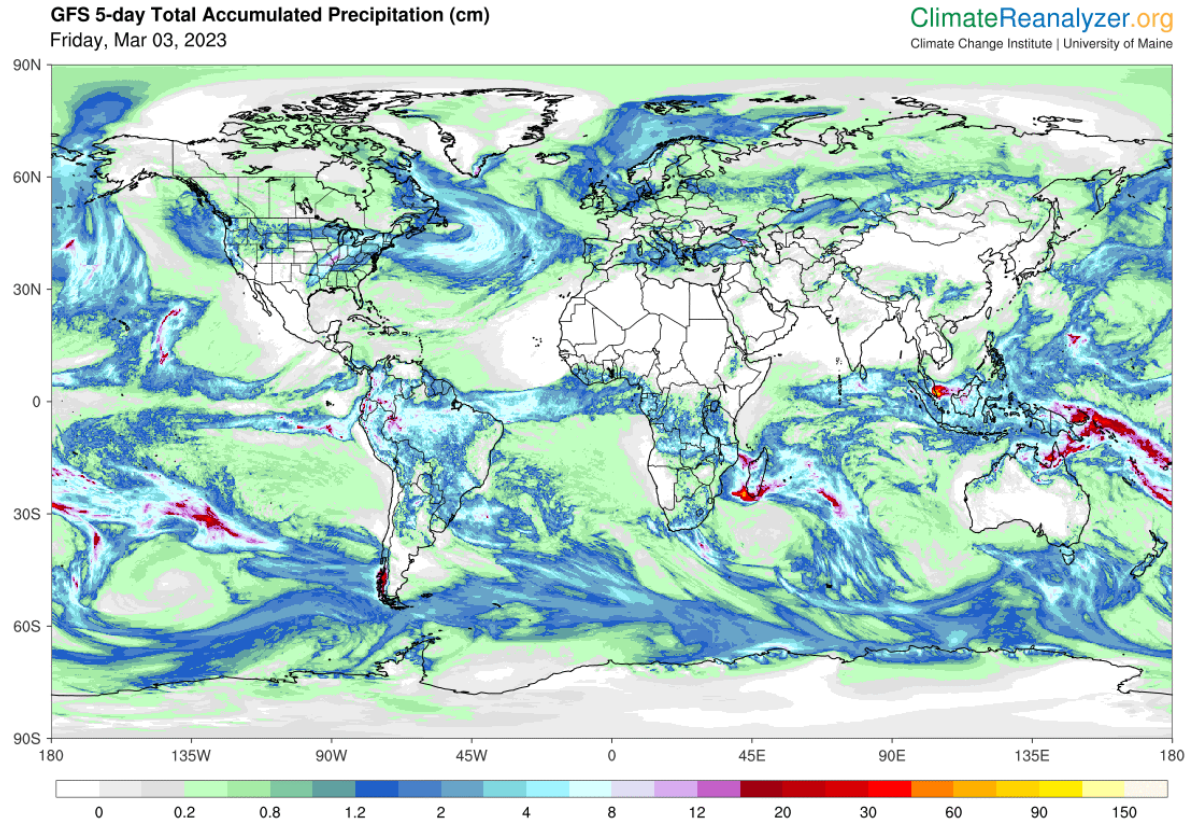 GFS 5-day Total Accumulated Precipitation (cm)
Friday, Mar 03, 2023
ClimateReanalyzer.org
Climate Change Institute | University of Maine
90N
60N
30N
0
30S
60S
90S
180 135W 90W 45W 0 45E 90E 135E 180
0 0.2 0.8 1.2 2 4 8 12 20 30 60 90 150